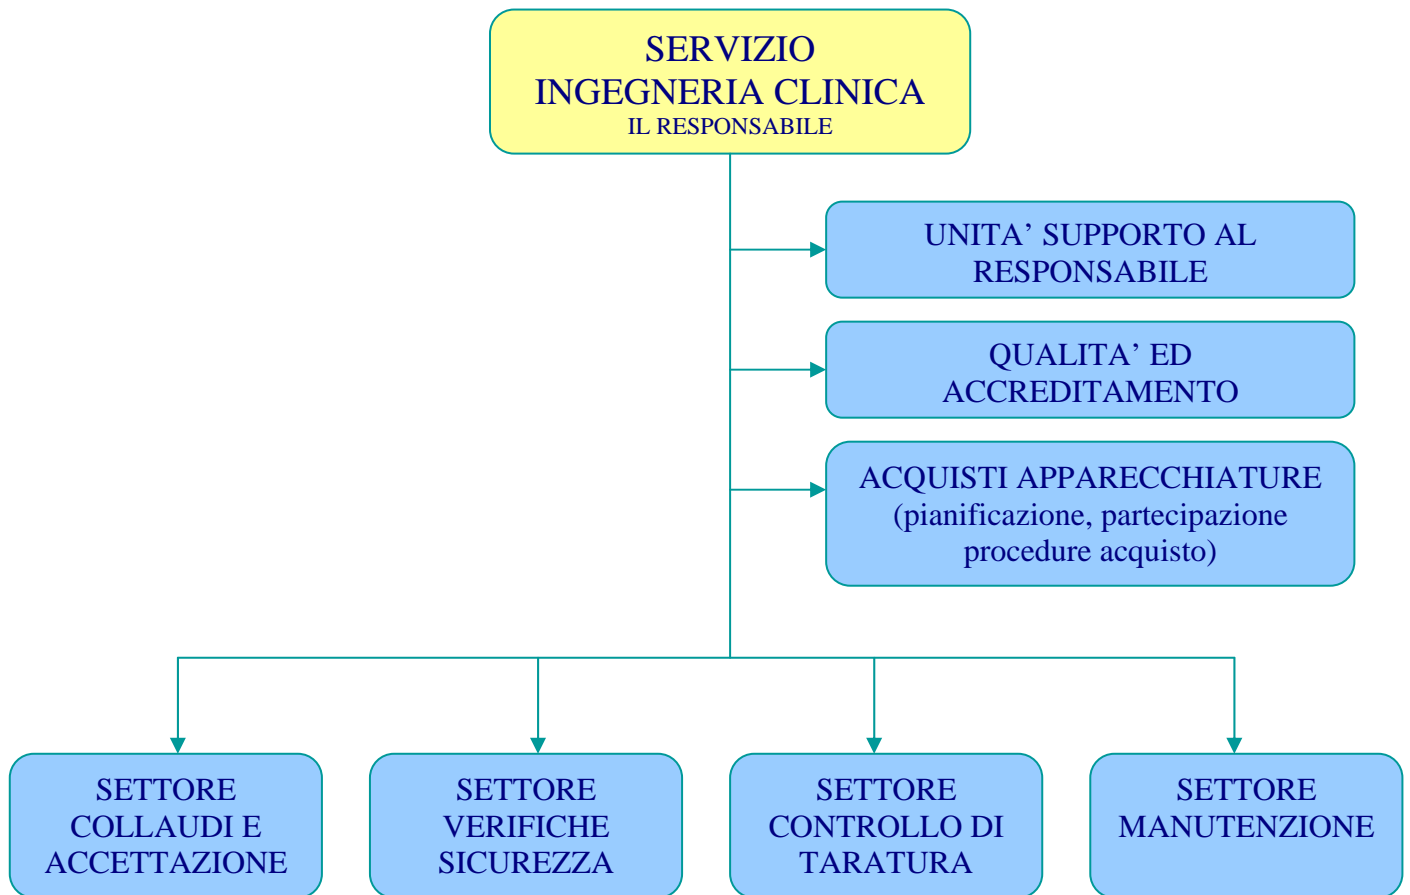 SERVIZIO
INGEGNERIA CLINICA
IL RESPONSABILE
UNITA’ SUPPORTO AL
RESPONSABILE
QUALITA’ ED
ACCREDITAMENTO
ACQUISTI APPARECCHIATURE
(pianificazione, partecipazione
procedure acquisto)
SETTORE
COLLAUDI E
ACCETTAZIONE
SETTORE
VERIFICHE
SICUREZZA
SETTORE
CONTROLLO DI
TARATURA
SETTORE
MANUTENZIONE